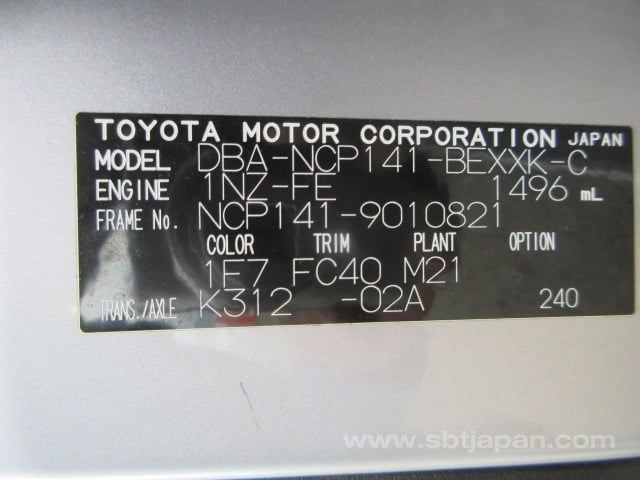 TOYOTA MOTOR CORPORATION JAPAN
MODEL DBA-NCP141-BEXXK-C
ENGINE 1NZ-FE 1496 mL
FRAME No. NCP141-9010821
COLOR TRIM PLANT OPTION
1E7 FC40 M21
TRANS./AXLE K312 -02A 240
www.sbtjapan.com